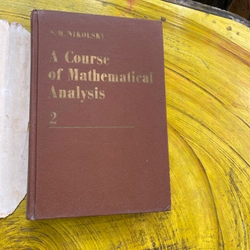 S. M. NIKOLSKY
A Course
of Mathematical
Analysis
2